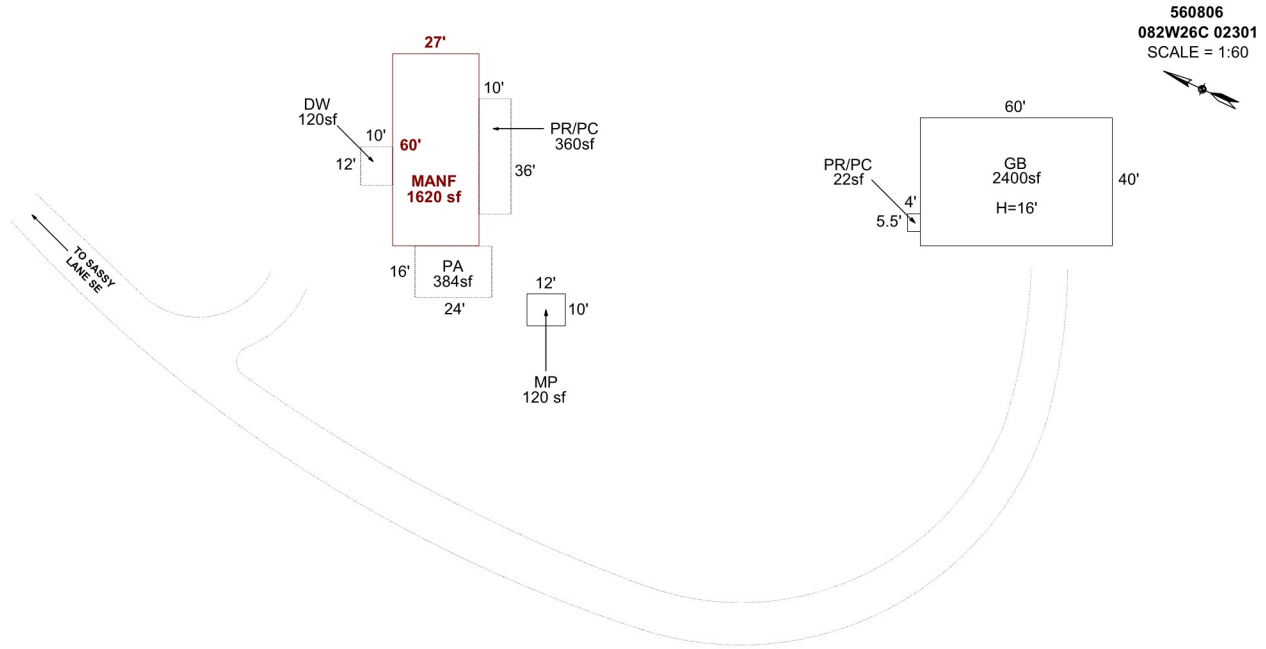 560806
082W26C 02301
SCALE = 1:60
27'
10'
DW
120sf
10'
60'
12'
PR/PC
360sf
36'
MANF
1620 sf
60'
PR/PC
22sf
4'
5.5'
GB
2400sf
H=16'
40'
TO SASSY
LANE SE
16'
PA
384sf
24'
12'
10'
MP
120 sf